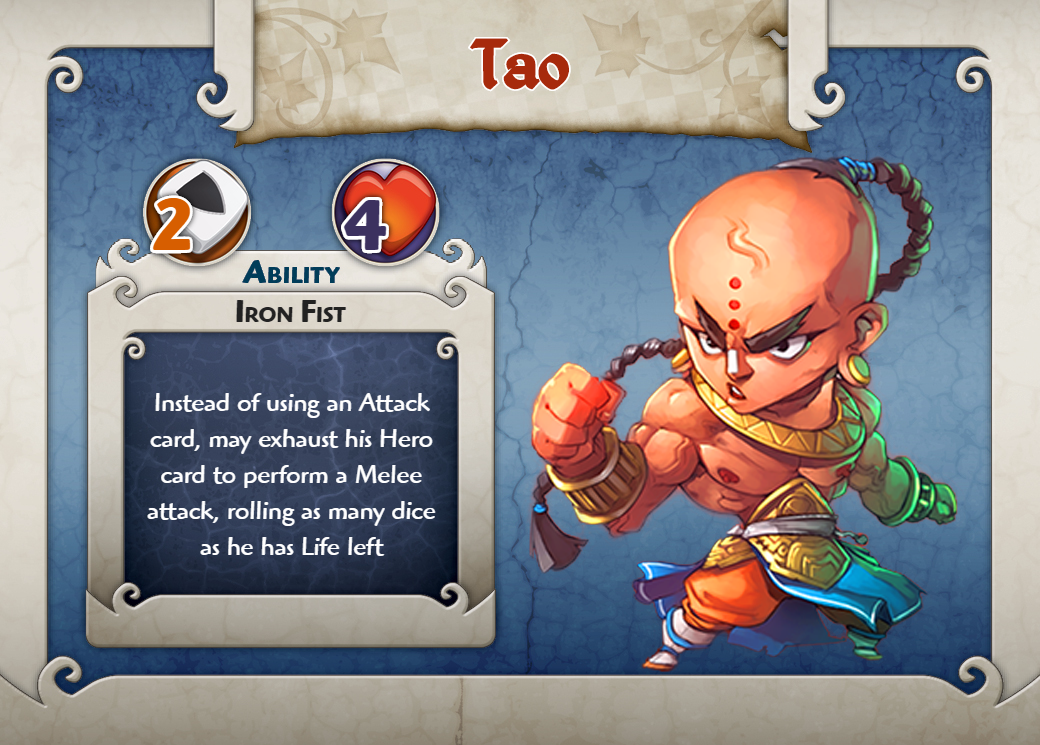 Tao
2
4
Ability
Iron Fist
Instead of using an Attack
card, may exhaust his Hero
card to perform a Melee
attack, rolling as many dice
as he has Life left